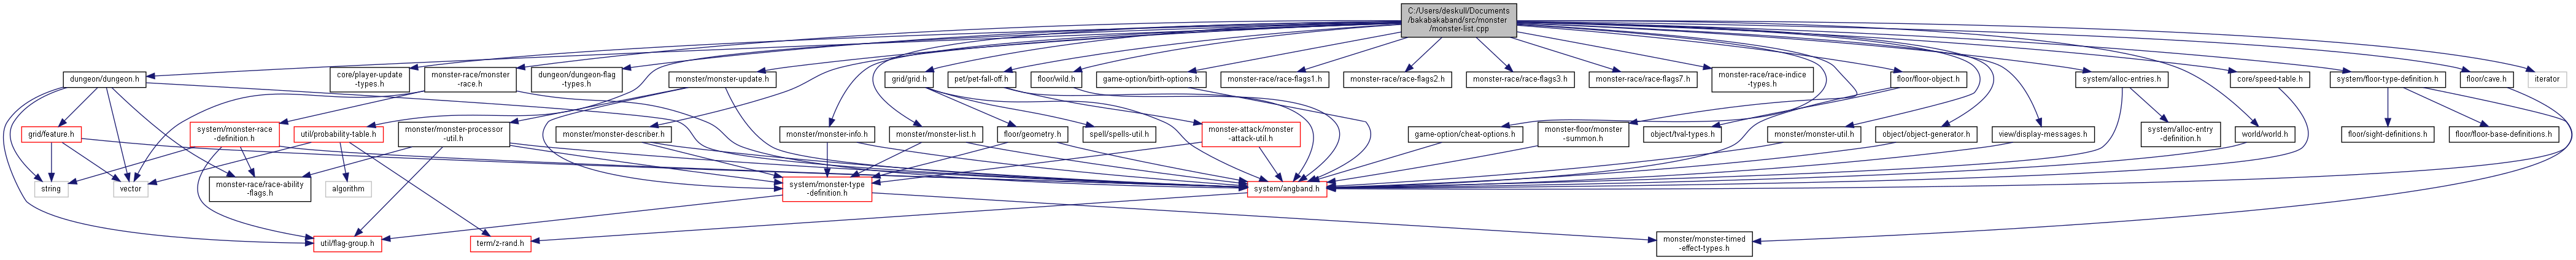 C:/Users/deskull/Documents
/bakabakaband/src/monster
/monster-list.cpp
dungeon/dungeon.h
core/player-update
-types.h
monster-race/monster
-race.h
dungeon/dungeon-flag
-types.h
monster/monster-update.h
grid/grid.h
pet/pet-fall-off.h
floor/wild.h
game-option/birth-options.h
monster-race/race-flags1.h
monster-race/race-flags2.h
monster-race/race-flags3.h
monster-race/race-flags7.h
monster-race/race-indice
-types.h
floor/floor-object.h
system/alloc-entries.h
core/speed-table.h
system/floor-type-definition.h
floor/cave.h
iterator
grid/feature.h
system/monster-race
-definition.h
util/probability-table.h
monster/monster-processor
-util.h
monster/monster-describer.h
monster/monster-info.h
monster/monster-list.h
floor/geometry.h
spell/spells-util.h
monster-attack/monster
-attack-util.h
game-option/cheat-options.h
monster-floor/monster
-summon.h
object/tval-types.h
monster/monster-util.h
object/object-generator.h
view/display-messages.h
system/alloc-entry
-definition.h
world/world.h
floor/sight-definitions.h
floor/floor-base-definitions.h
string
vector
monster-race/race-ability
-flags.h
algorithm
system/monster-type
-definition.h
system/angband.h
util/flag-group.h
term/z-rand.h
monster/monster-timed
-effect-types.h